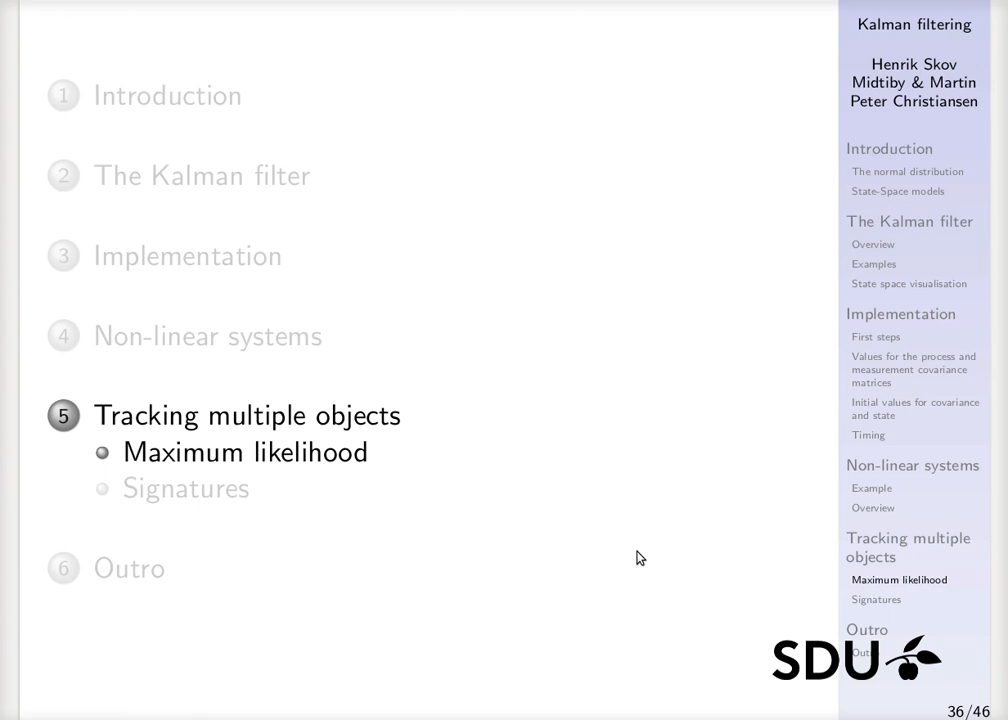 1 Introduction
2 The Kalman filter
3 Implementation
4 Non-linear systems
5 Tracking multiple objects
Maximum likelihood
Signatures
6 Outro
Kalman filtering
Henrik Skov
Midtiby & Martin
Peter Christiansen
Introduction
The normal distribution
State-Space models
The Kalman filter
Overview
Examples
State space visualisation
Implementation
First steps
Values for the process and
measurement covariance
matrices
Initial values for covariance
and state
Timing
Non-linear systems
Example
Overview
Tracking multiple
objects
Maximum likelihood
Signatures
Outro
SDU
36/46